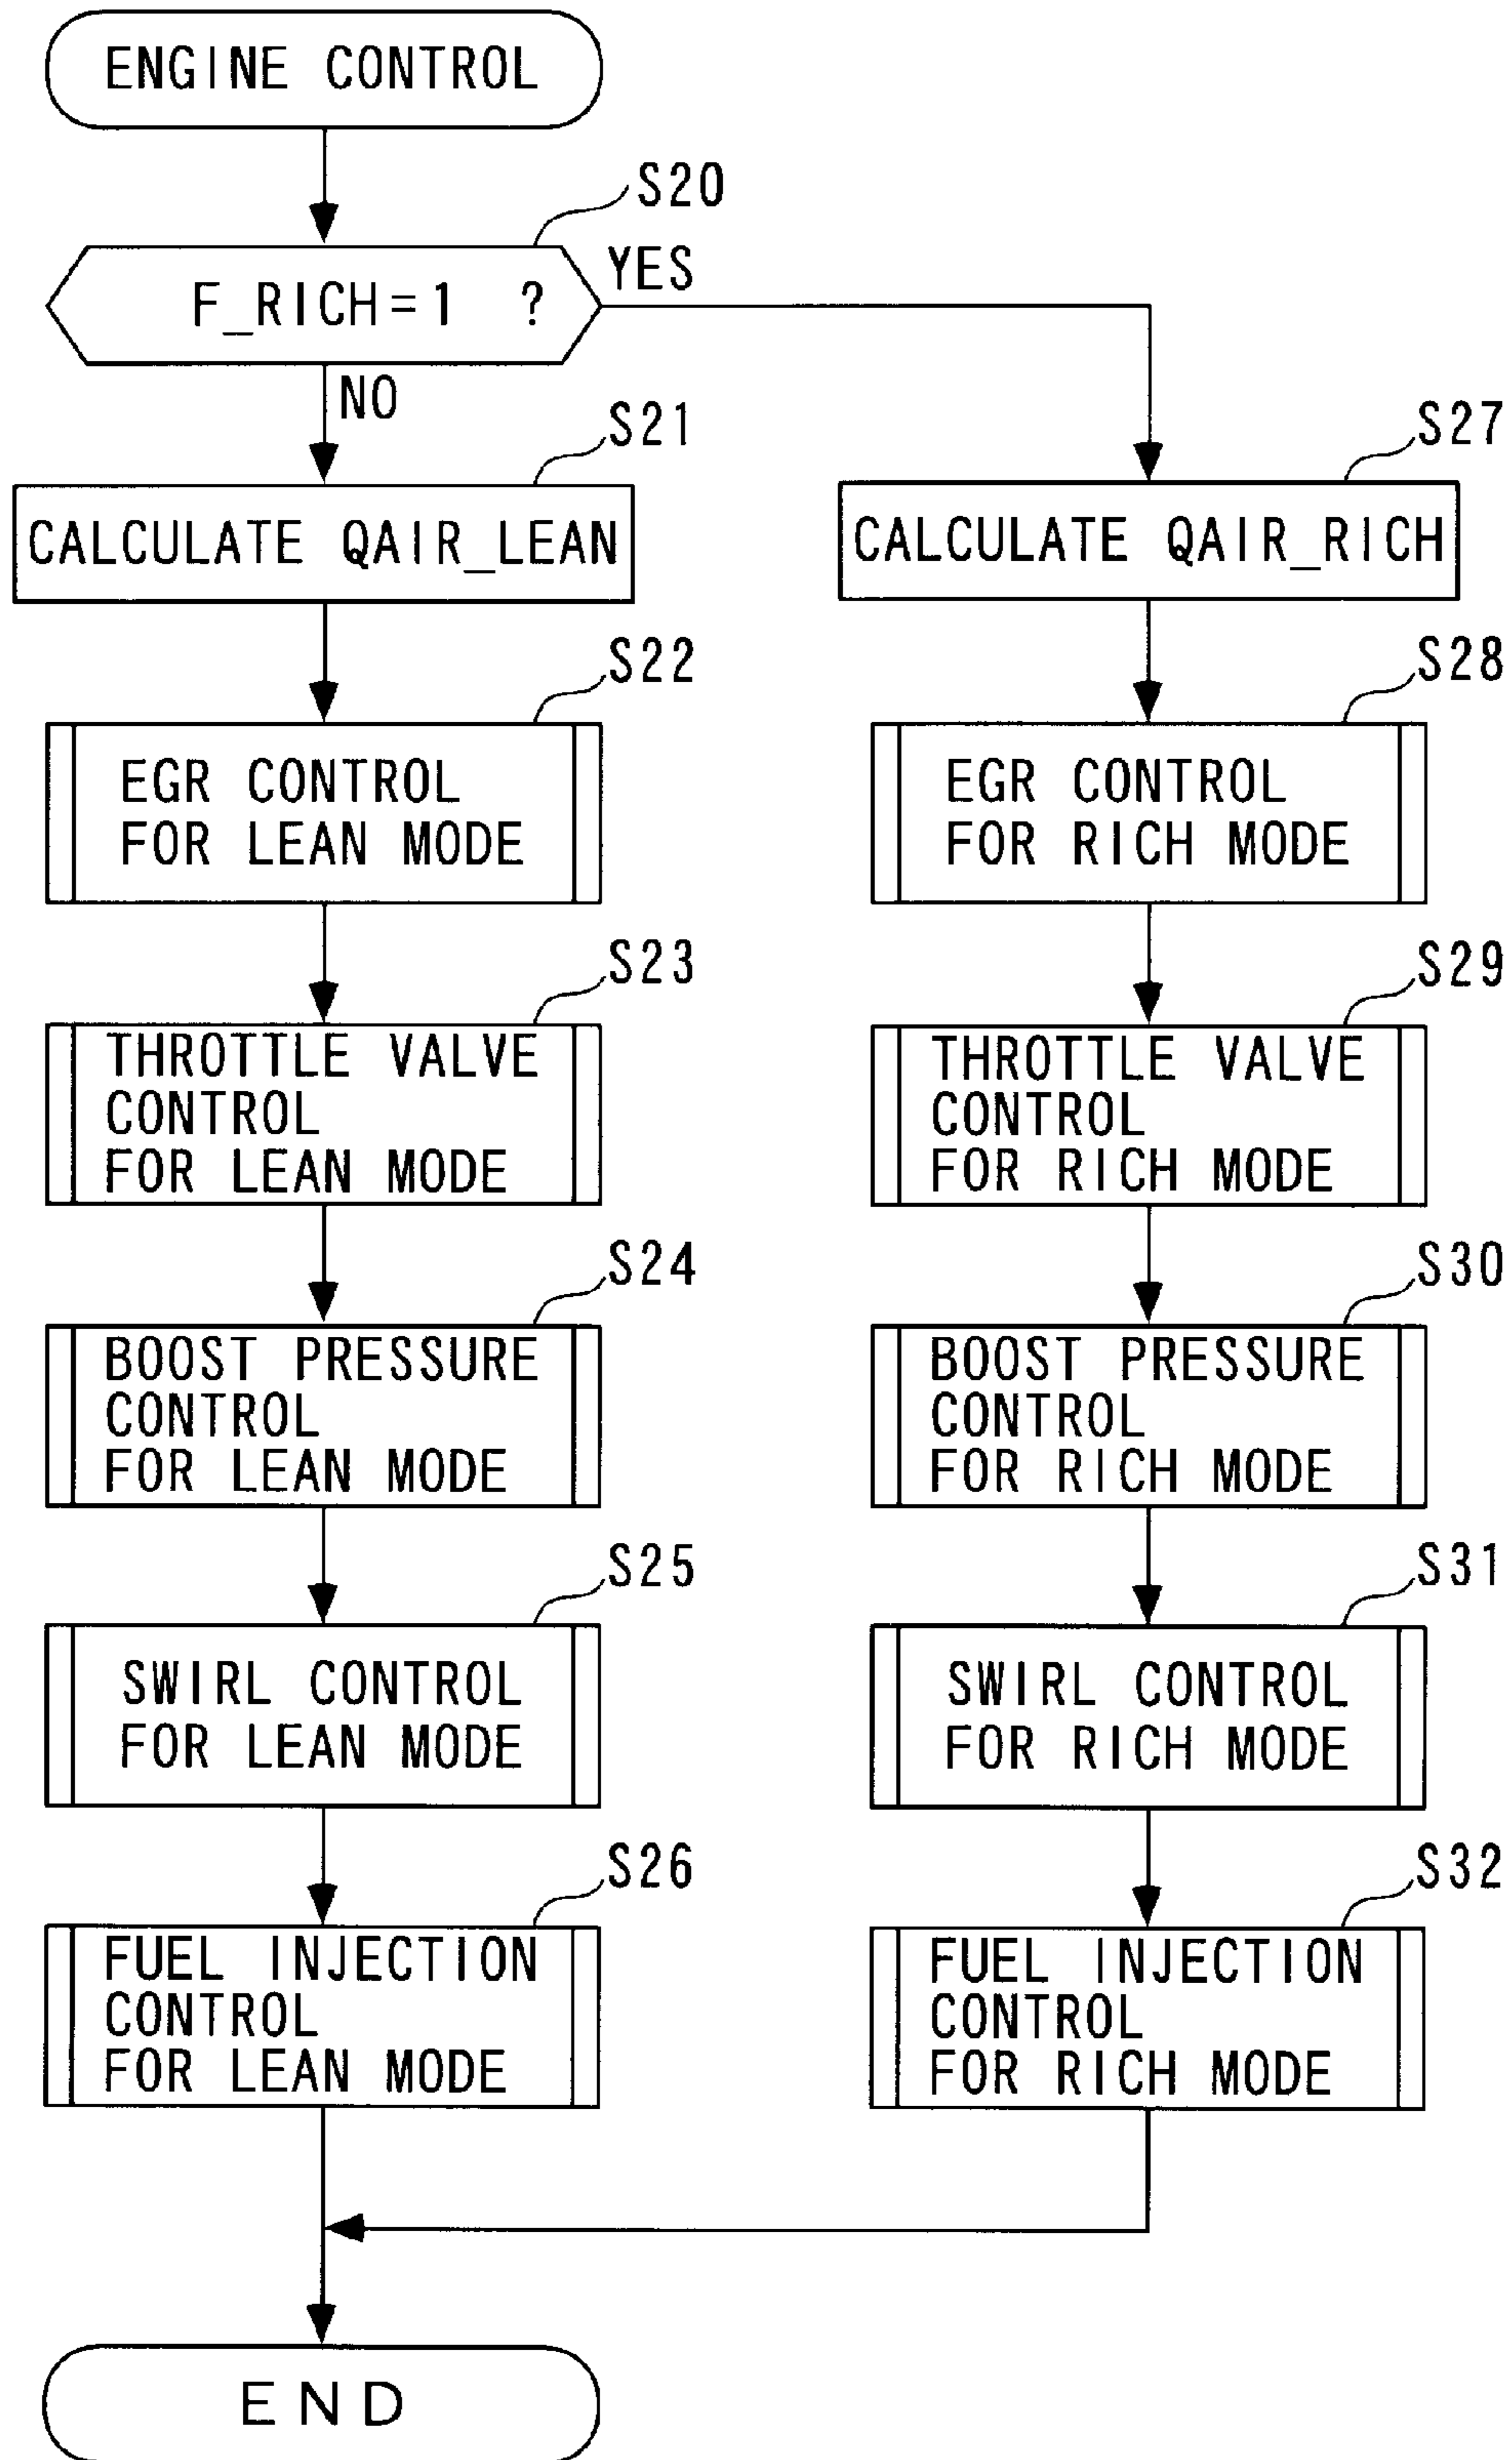 ENGINE CONTROL
S20
F_RICH=1 ?
YES
NO
S21
CALCULATE QAIR_LEAN
S22
EGR CONTROL
FOR LEAN MODE
S23
THROTTLE VALVE
CONTROL
FOR LEAN MODE
S24
BOOST PRESSURE
CONTROL
FOR LEAN MODE
S25
SWIRL CONTROL
FOR LEAN MODE
S26
FUEL INJECTION
CONTROL
FOR LEAN MODE
S27
CALCULATE QAIR_RICH
S28
EGR CONTROL
FOR RICH MODE
S29
THROTTLE VALVE
CONTROL
FOR RICH MODE
S30
BOOST PRESSURE
CONTROL
FOR RICH MODE
S31
SWIRL CONTROL
FOR RICH MODE
S32
FUEL INJECTION
CONTROL
FOR RICH MODE
END